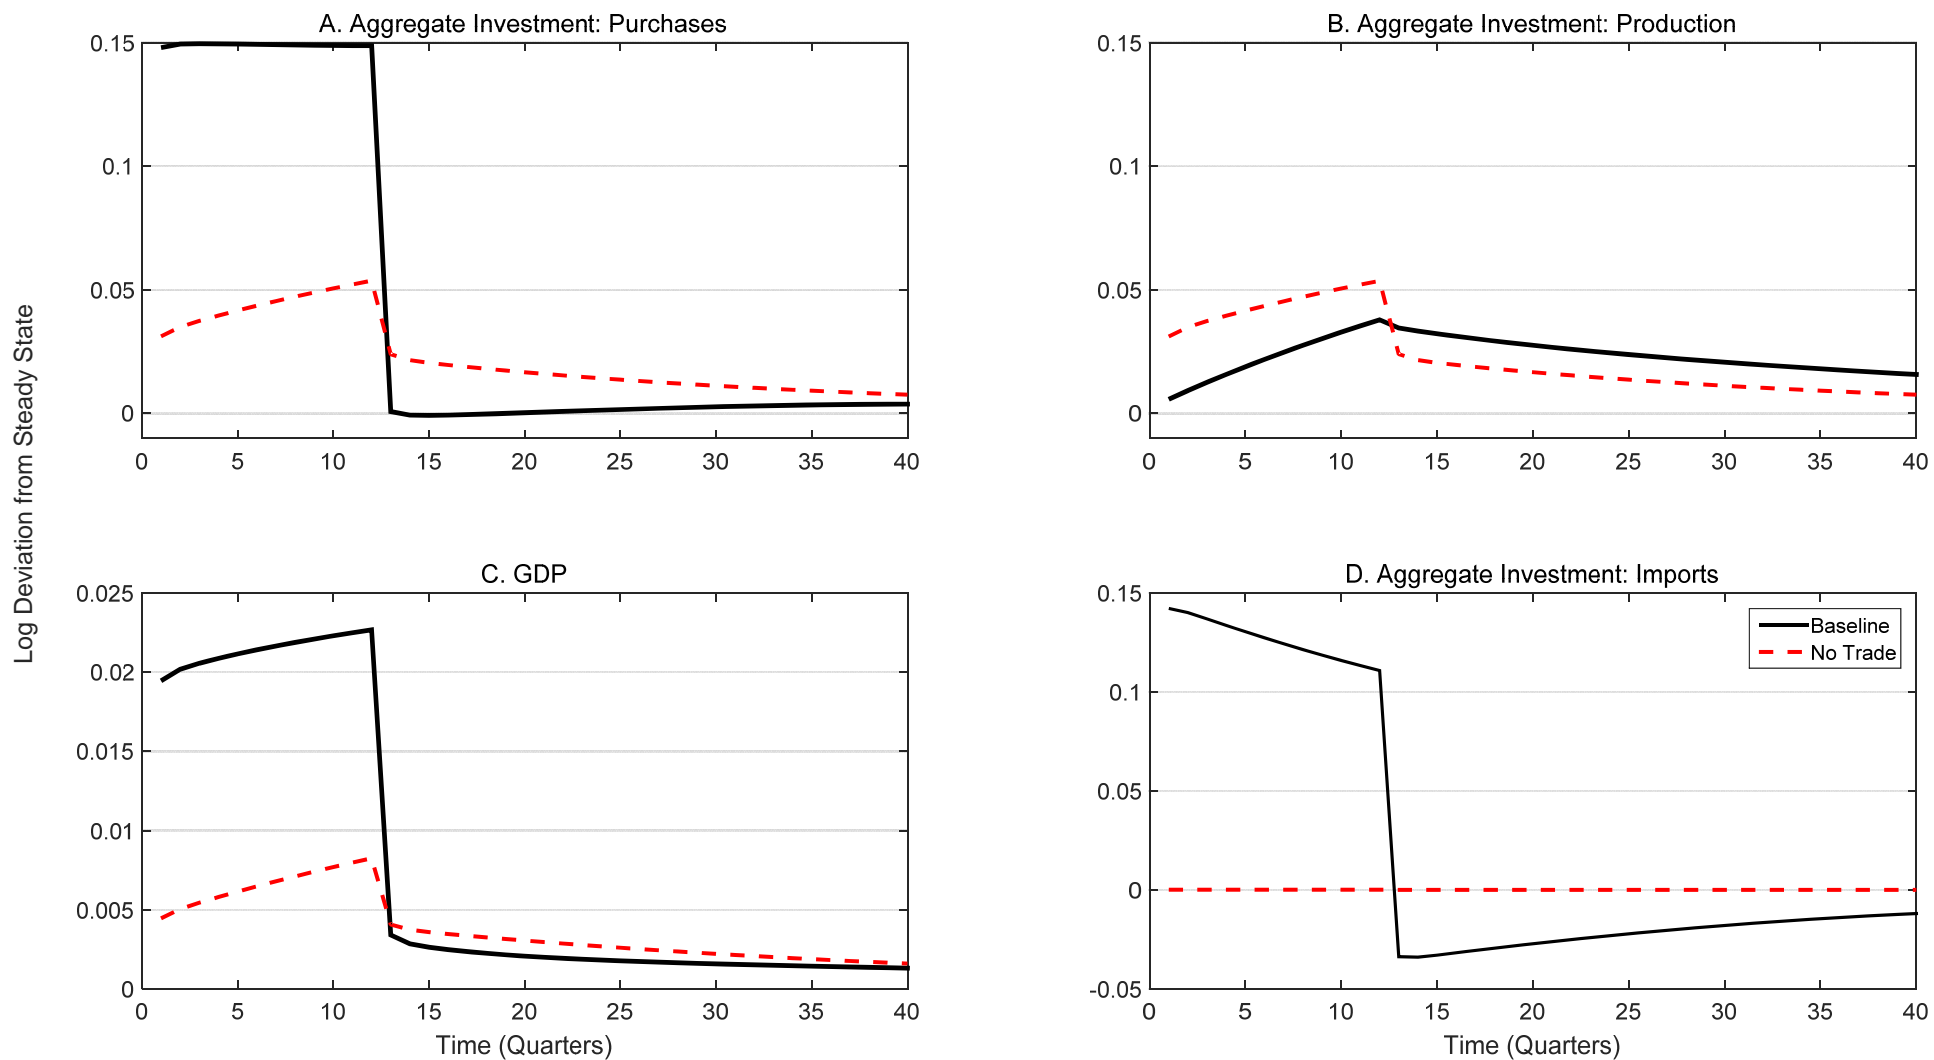 A. Aggregate Investment: Purchases
0.15
0.1
0.05
0
0 5 10 15 20 25 30 35 40
B. Aggregate Investment: Production
0.15
0.1
0.05
0
0 5 10 15 20 25 30 35 40
Log Deviation from Steady State
C. GDP
0.025
0.02
0.015
0.01
0.005
0
0 5 10 15 20 25 30 35 40
Time (Quarters)
D. Aggregate Investment: Imports
0.15
0.1
0.05
0
-0.05
0 5 10 15 20 25 30 35 40
Time (Quarters)
Baseline
No Trade